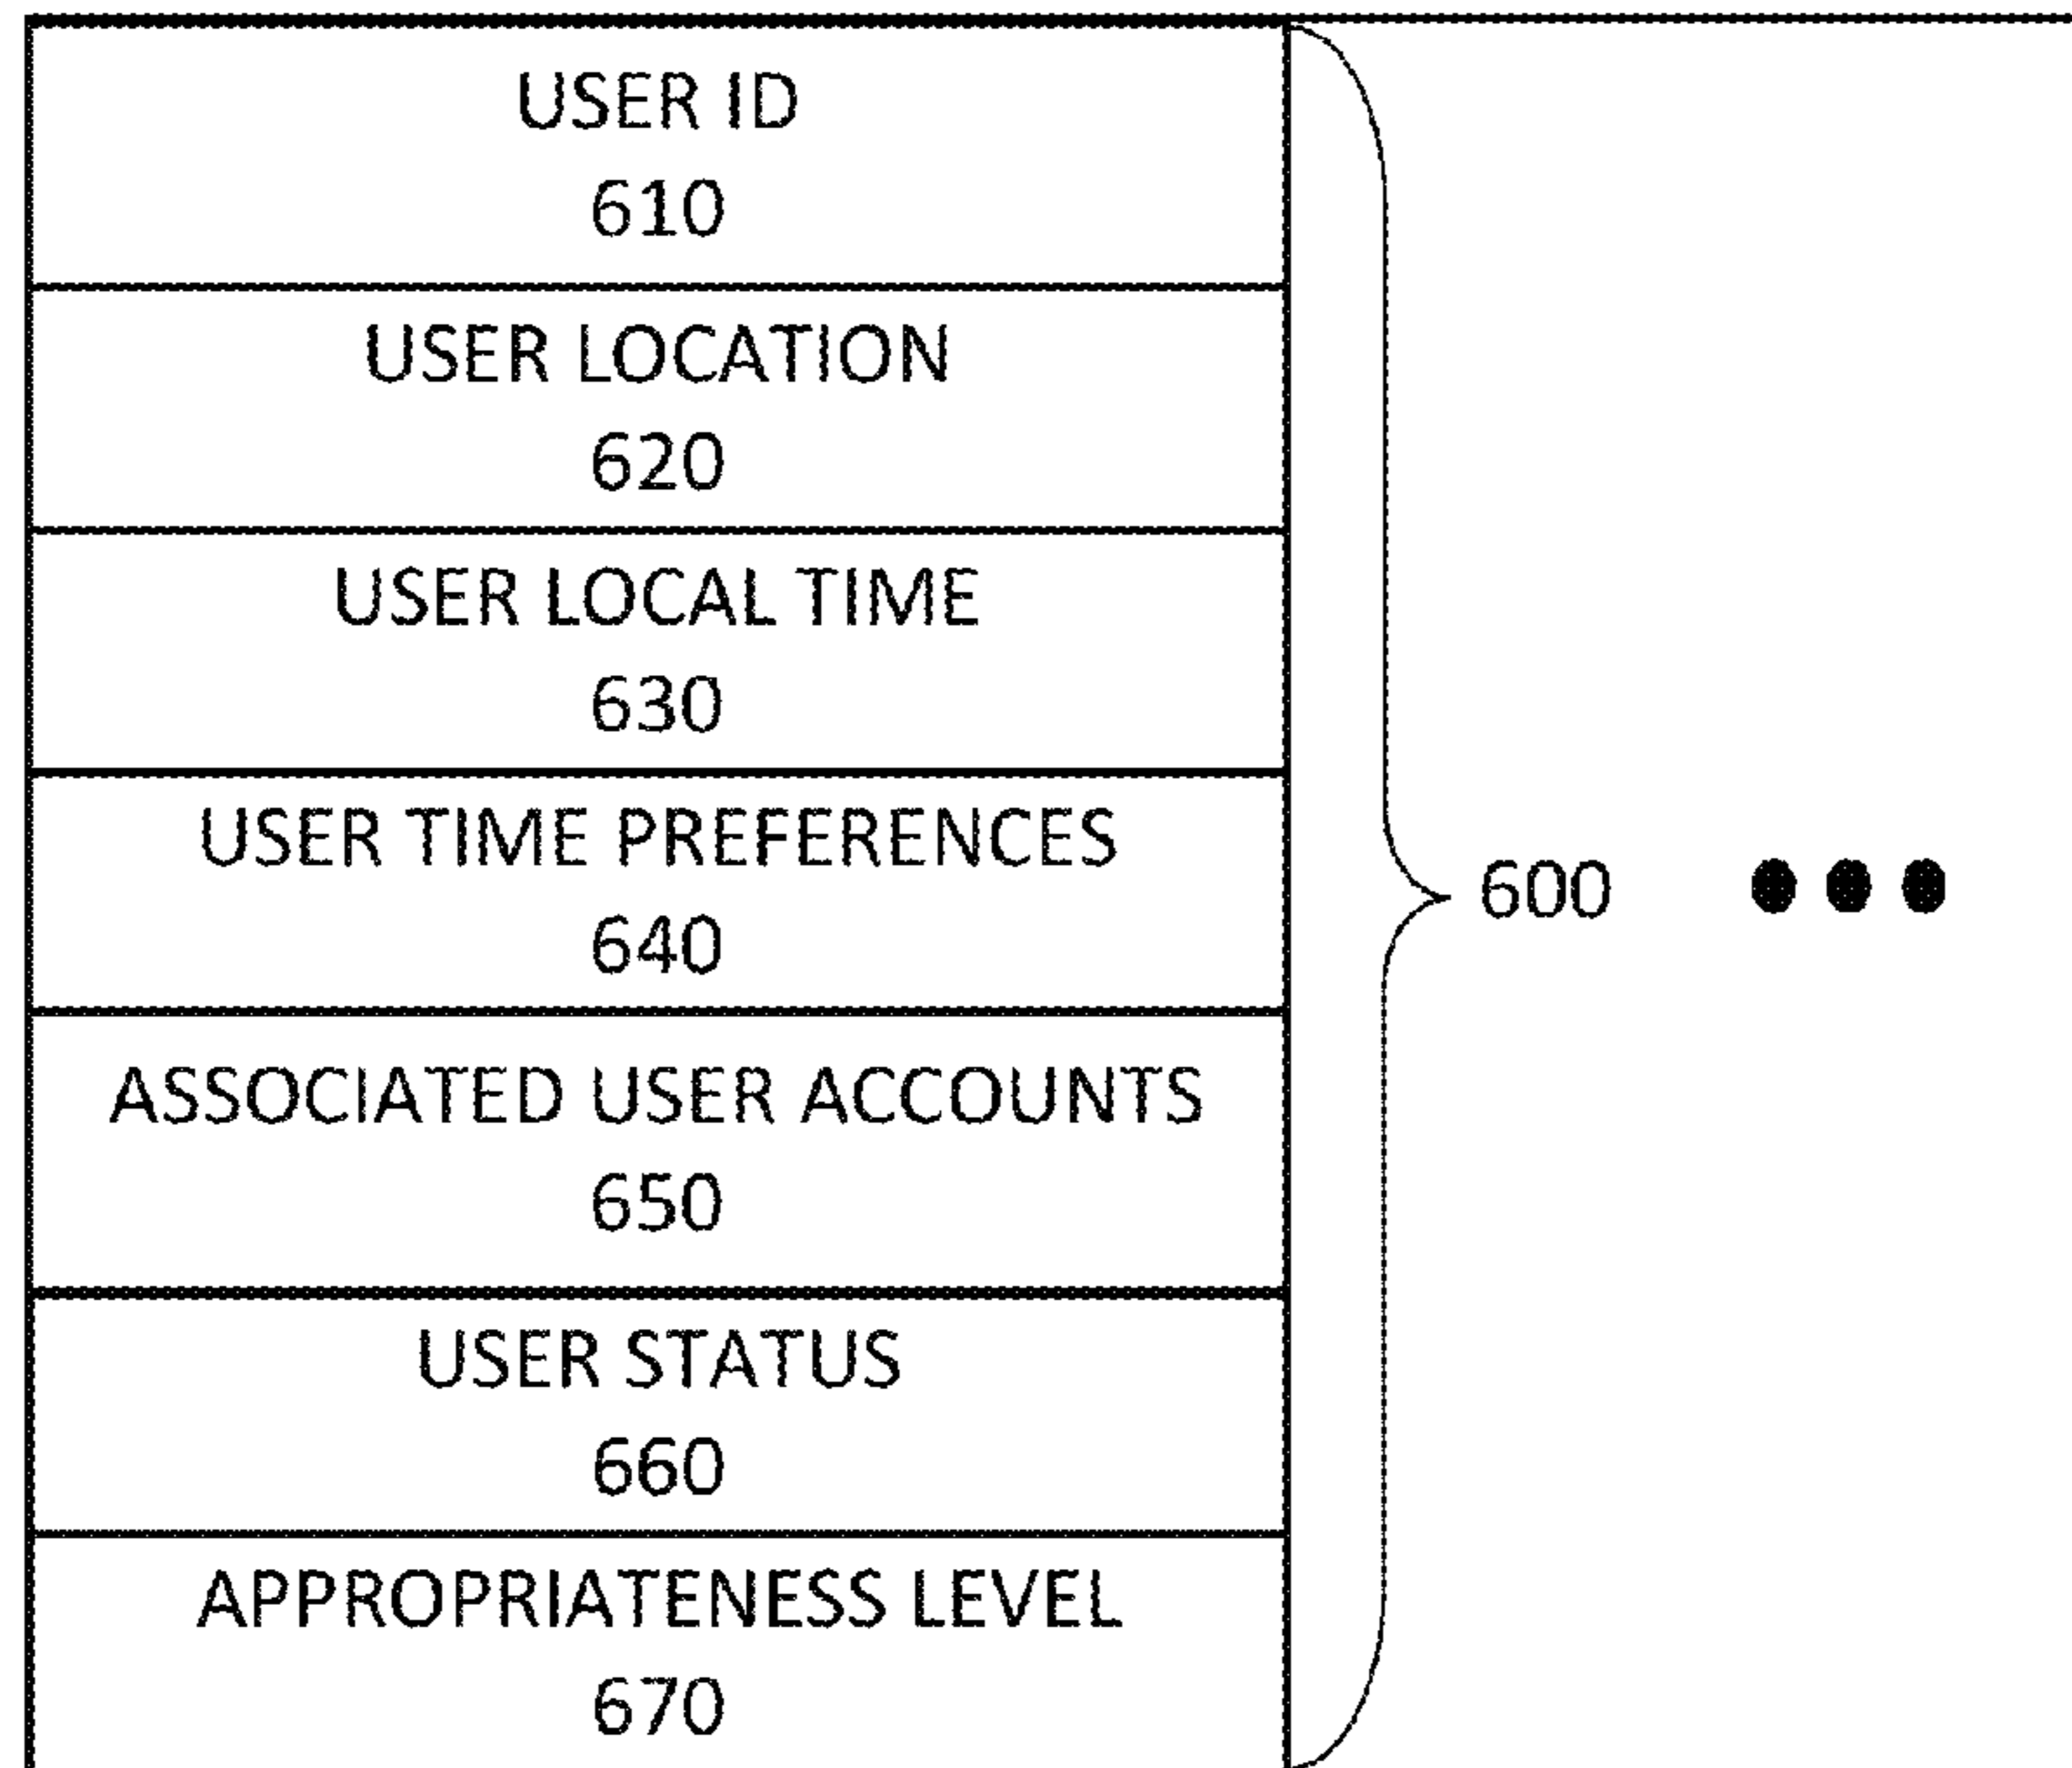 USER ID
610
USER LOCATION
620
USER LOCAL TIME
630
USER TIME PREFERENCES
640
600
ASSOCIATED USER ACCOUNTS
650
USER STATUS
660
APPROPRIATENESS LEVEL
670